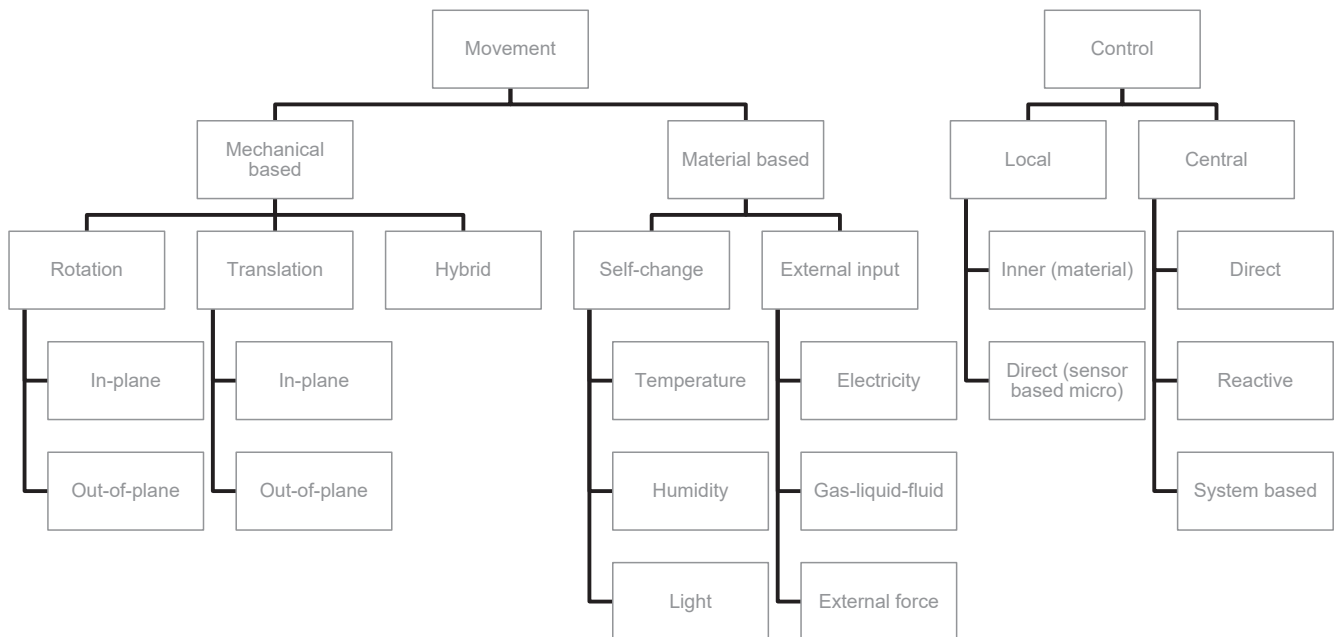 Movement
Control
Mechanical
based
Material based
Local
Central
Rotation
Translation
Hybrid
Self-change
External input
Inner (material)
Direct
In-plane
In-plane
Temperature
Electricity
Direct (sensor
based micro)
Reactive
Out-of-plane
Out-of-plane
Humidity
Gas-liquid-fluid
System based
Light
External force